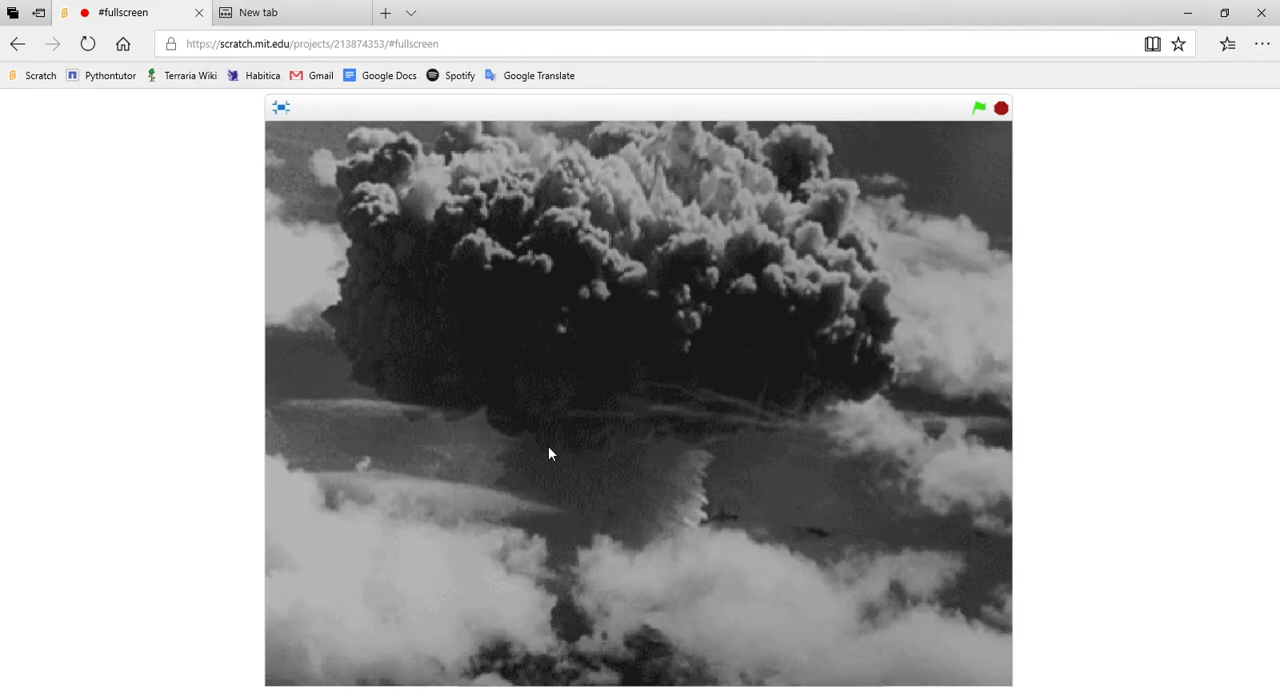 #fullscreen
New tab
https://scratch.mit.edu/projects/213874353/#fullscreen
Scratch
Pythontutor
Terraria Wiki
Habitica
Gmail
Google Docs
Spotify
Google Translate